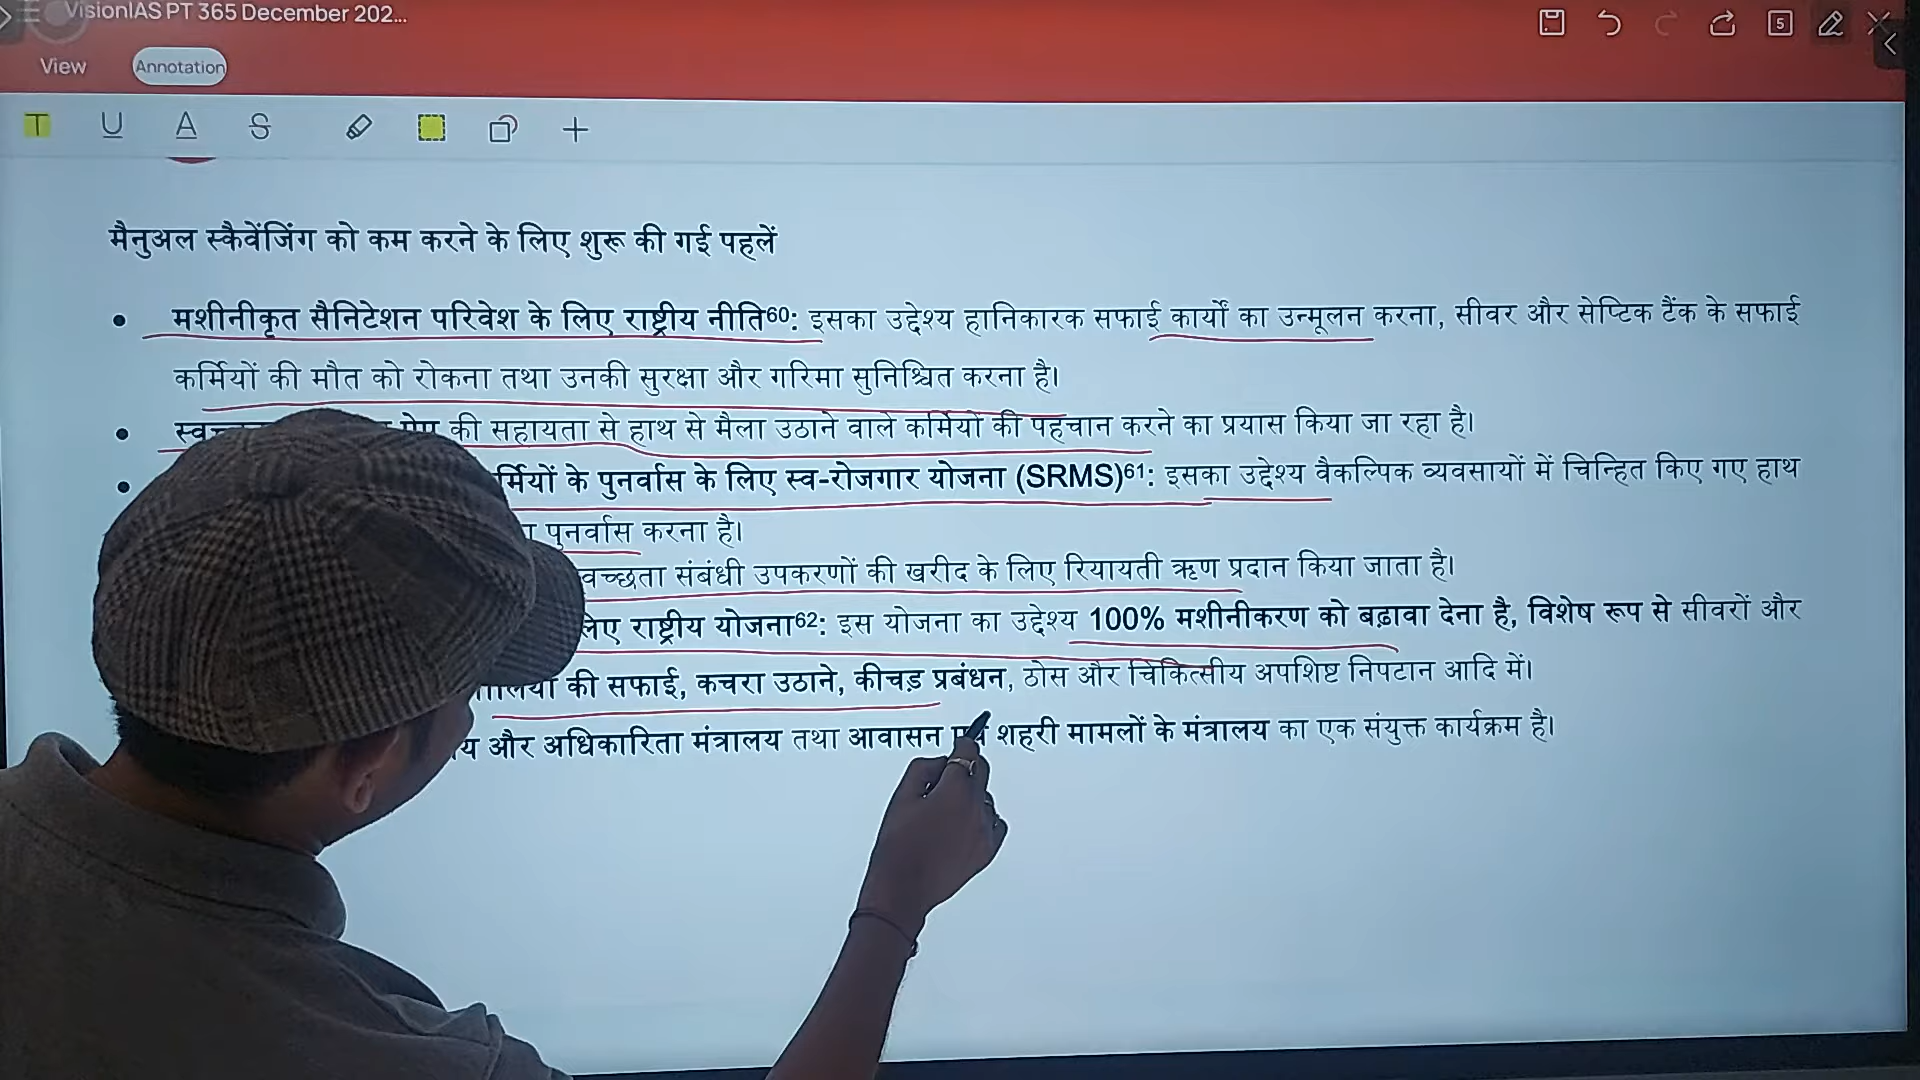 VisionIAS PT 365 December 202...
View Annotation
T U A S
5
मैनुअल स्कैवेंजिंग को कम करने के लिए शुरू की गई पहलें
• मशीनीकृत सैनिटेशन परिवेश के लिए राष्ट्रीय नीति60: इसका उद्देश्य हानिकारक सफाई कार्यों का उन्मूलन करना, सीवर और सेप्टिक टैंक के सफाई
कर्मियों की मौत को रोकना तथा उनकी सुरक्षा और गरिमा सुनिश्चित करना है।
• की सहायता से हाथ से मैला उठाने वाले कर्मियों की पहचान करने का प्रयास किया जा रहा है।
• र्मियों के पुनर्वास के लिए स्व-रोजगार योजना (SRMS)61: इसका उद्देश्य वैकल्पिक व्यवसायों में चिन्हित किए गए हाथ
पुनर्वास करना है।
वच्छता संबंधी उपकरणों की खरीद के लिए रियायती ऋण प्रदान किया जाता है।
लिए राष्ट्रीय योजना62: इस योजना का उद्देश्य 100% मशीनीकरण को बढ़ावा देना है, विशेष रूप से सीवरों और
की सफाई, कचरा उठाने, कीचड़ प्रबंधन, ठोस और चिकित्सीय अपशिष्ट निपटान आदि में।
और अधिकारिता मंत्रालय तथा आवासन एवं शहरी मामलों के मंत्रालय का एक संयुक्त कार्यक्रम है।